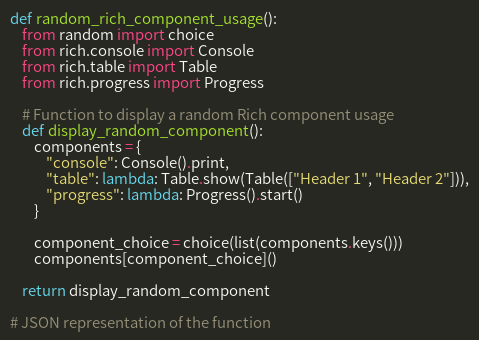 def random_rich_component_usage():
    from random import choice
    from rich.console import Console
    from rich.table import Table
    from rich.progress import Progress

    # Function to display a random Rich component usage
    def display_random_component():
        components = {
            "console": Console().print,
            "table": lambda: Table.show(Table(["Header 1", "Header 2"])),
            "progress": lambda: Progress().start()
        }

        component_choice = choice(list(components.keys()))
        components[component_choice]()

    return display_random_component

# JSON representation of the function